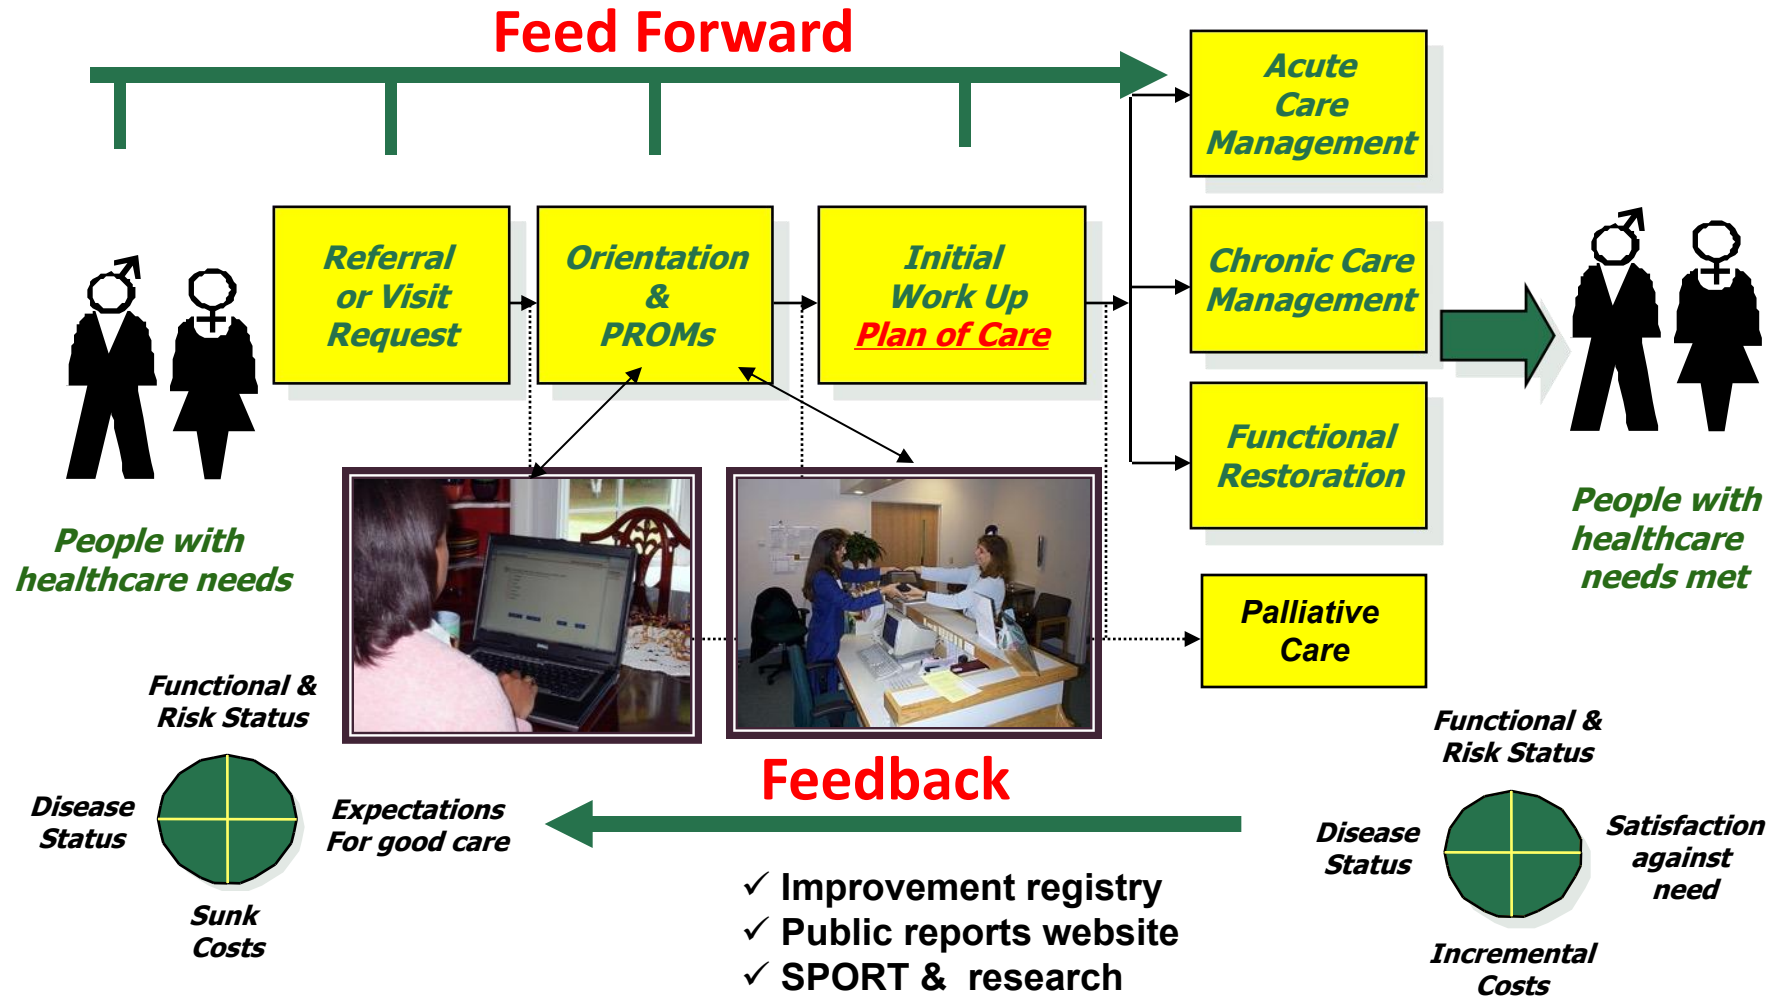 Feed Forward
Acute
Care
Management
Referral
or Visit
Request
Orientation
&
PROMs
Initial
Work Up
Plan of Care
Chronic Care
Management
Functional
Restoration
People with
healthcare needs
People with
healthcare
needs met
Palliative
Care
Functional &
Risk Status
Disease
Status
Expectations
For good care
Sunk
Costs
Feedback
✓ Improvement registry
✓ Public reports website
✓ SPORT & research
Functional &
Risk Status
Disease
Status
Satisfaction
against
need
Incremental
Costs